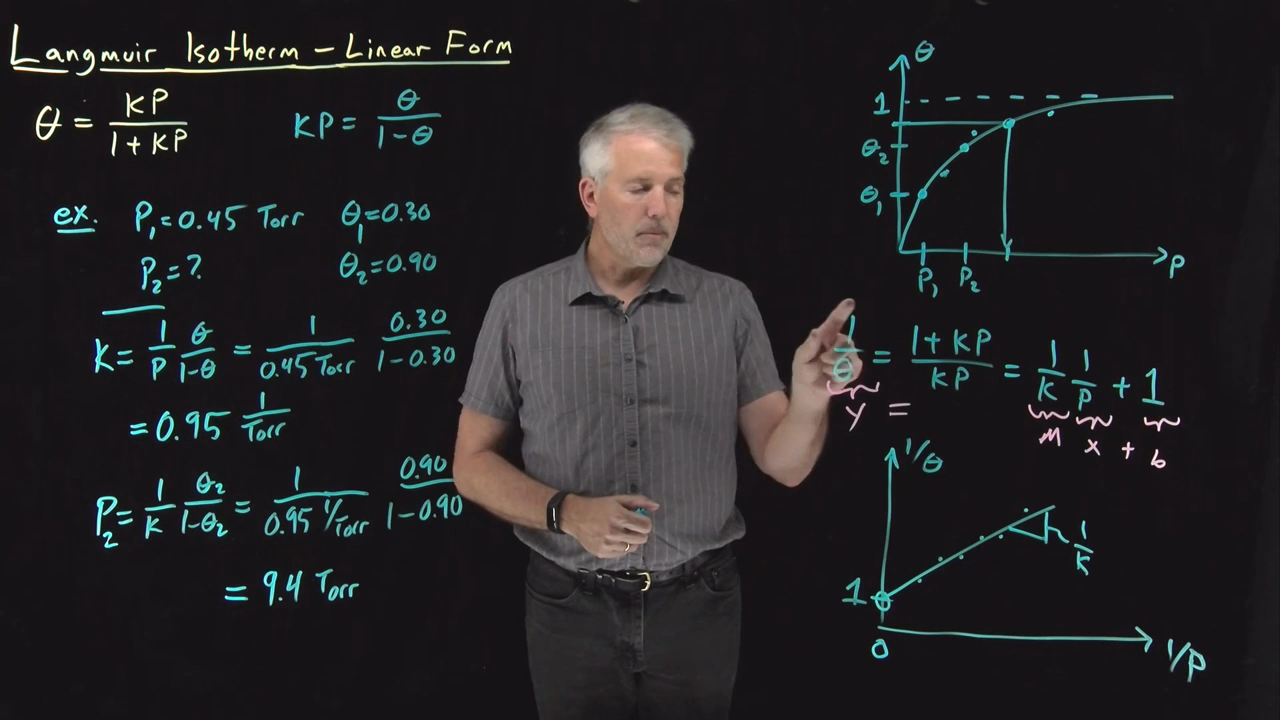 Langmuir Isotherm – Linear Form
θ = KP / 1 + KP
KP = θ / 1 – θ
ex. P₁ = 0.45 Torr θ₁ = 0.30
P₂ = ? θ₂ = 0.90
K = 1/P θ/1-θ = 1/0.45 Torr 0.30/1 - 0.30
= 0.95 1/Torr
P₂ = 1/K θ₂/1-θ₂ = 1/0.95 1/Torr 0.90/1 - 0.90
= 9.4 Torr
θ
1
θ₂
θ₁
P₁ P₂
P
1/θ = 1 + KP / KP = 1/K 1/P + 1
y = m x + b
1/θ
1/K
1
0
1/P